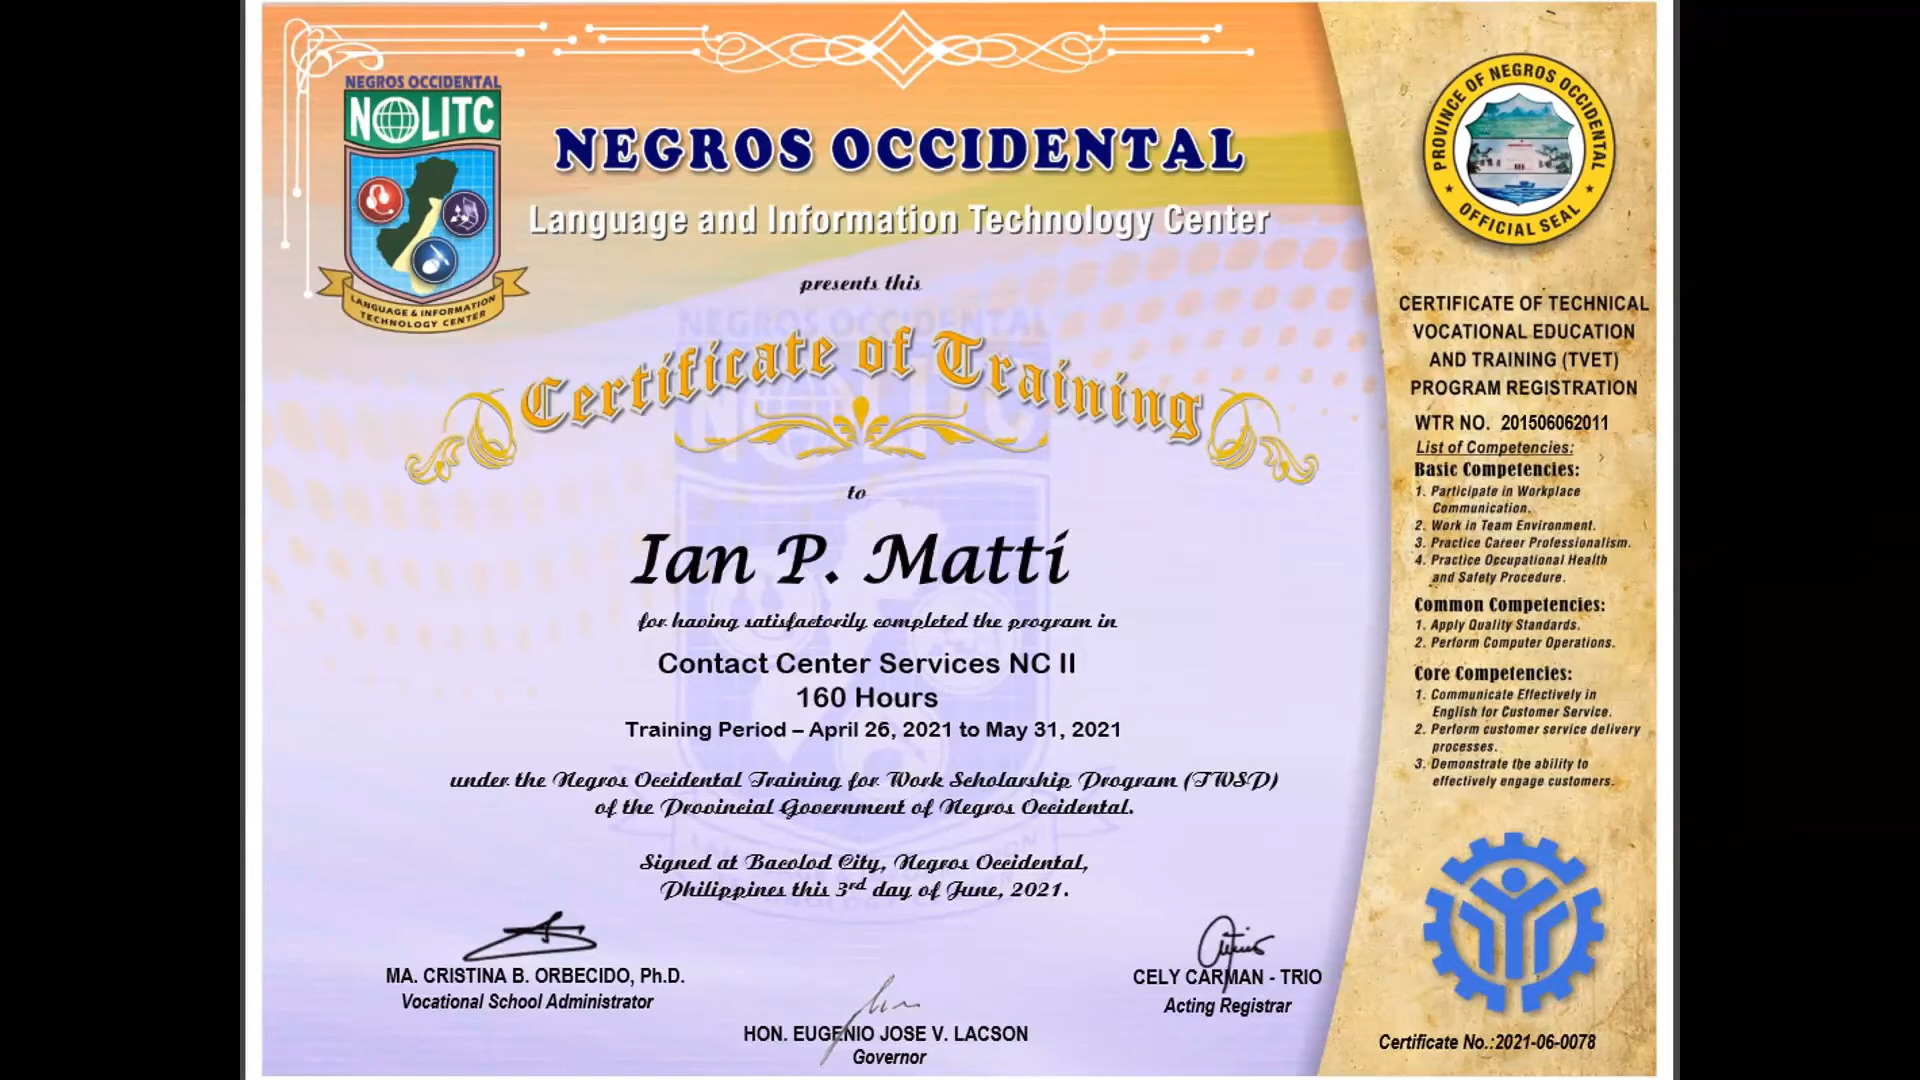 NEGROS OCCIDENTAL
NOLITC
LANGUAGE & INFORMATION
TECHNOLOGY CENTER
NEGROS OCCIDENTAL
Language and Information Technology Center
presents this
Certificate of Training
to
Ian P. Matti
for having satisfactorily completed the program in
Contact Center Services NC II
160 Hours
Training Period – April 26, 2021 to May 31, 2021
under the Negros Occidental Training for Work Scholarship Program (TWSP)
of the Provincial Government of Negros Occidental.
Signed at Bacolod City, Negros Occidental,
Philippines this 3rd day of June, 2021.
MA. CRISTINA B. ORBECIDO, Ph.D.
Vocational School Administrator
HON. EUGENIO JOSE V. LACSON
Governor
CELY CARMAN - TRIO
Acting Registrar
PROVINCE OF NEGROS OCCIDENTAL
OFFICIAL SEAL
CERTIFICATE OF TECHNICAL
VOCATIONAL EDUCATION
AND TRAINING (TVET)
PROGRAM REGISTRATION
WTR NO. 201506062011
List of Competencies:
Basic Competencies:
1. Participate in Workplace
Communication.
2. Work in Team Environment.
3. Practice Career Professionalism.
4. Practice Occupational Health
and Safety Procedure.
Common Competencies:
1. Apply Quality Standards.
2. Perform Computer Operations.
Core Competencies:
1. Communicate Effectively in
English for Customer Service.
2. Perform customer service delivery
processes.
3. Demonstrate the ability to
effectively engage customers.
Certificate No.:2021-06-0078